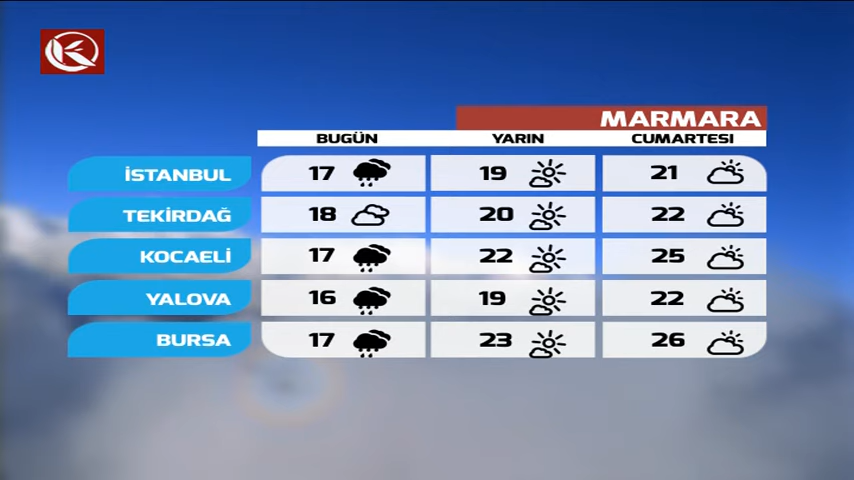 MARMARA
BUGÜN YARIN CUMARTESI
İSTANBUL 17 19 21
TEKİRDAĞ 18 20 22
KOCAELİ 17 22 25
YALOVA 16 19 22
BURSA 17 23 26